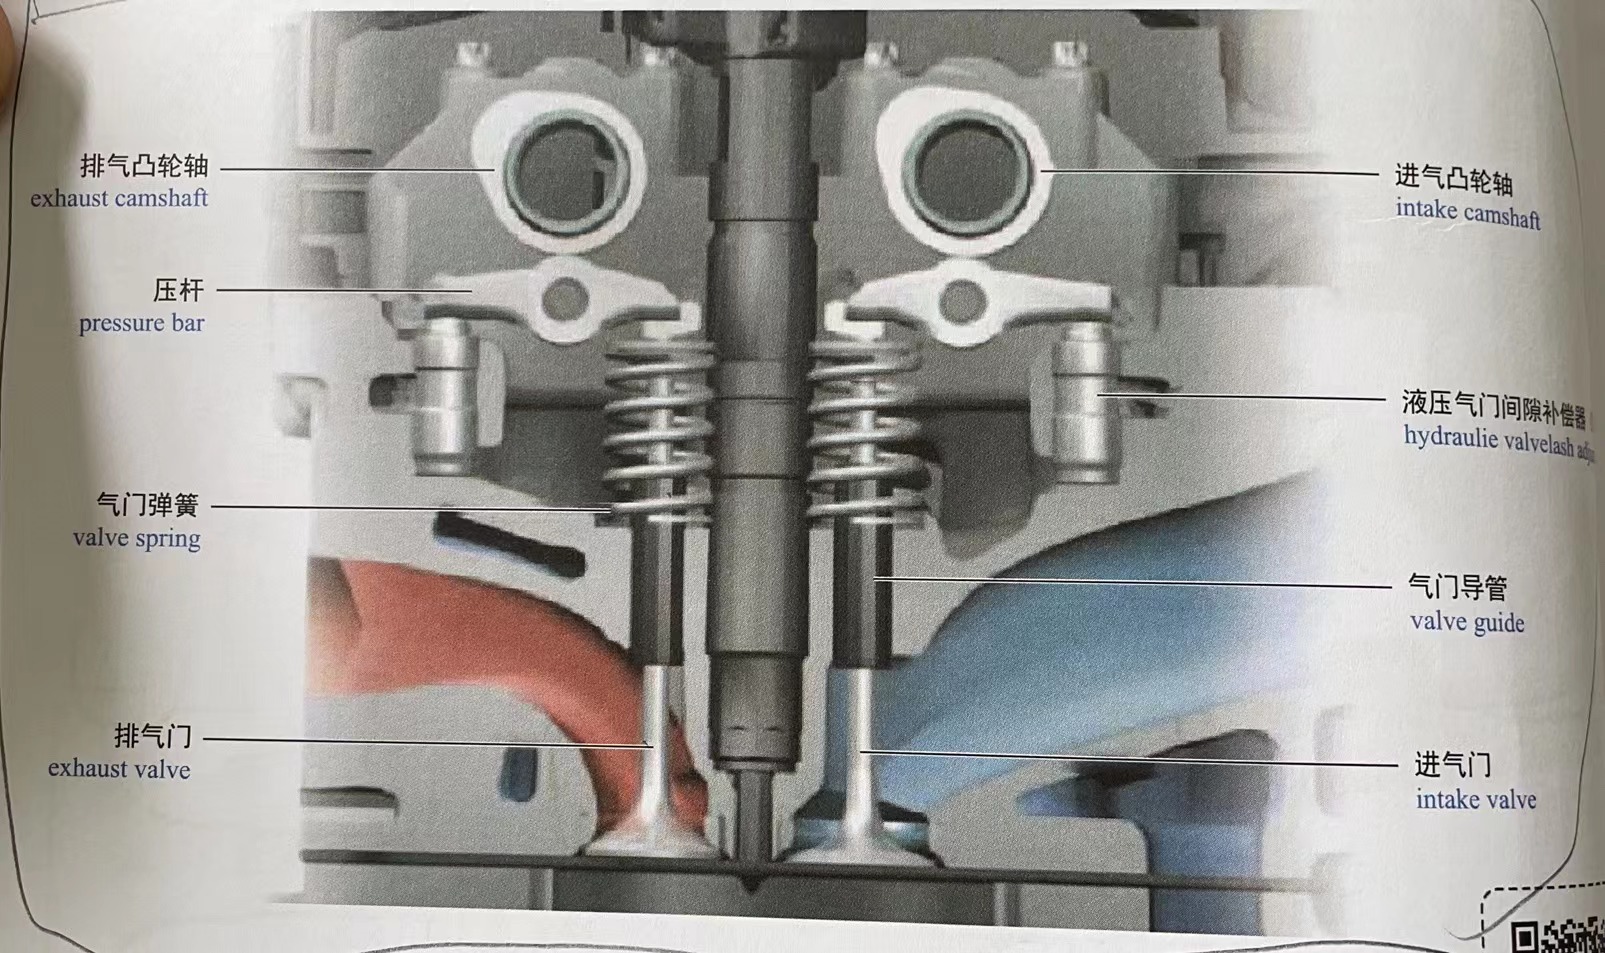 排气凸轮轴
exhaust camshaft
压杆
pressure bar
气门弹簧
valve spring
排气门
exhaust valve
进气凸轮轴
intake camshaft
液压气门间隙补偿器
hydraulie valvelash
气门导管
valve guide
进气门
intake valve